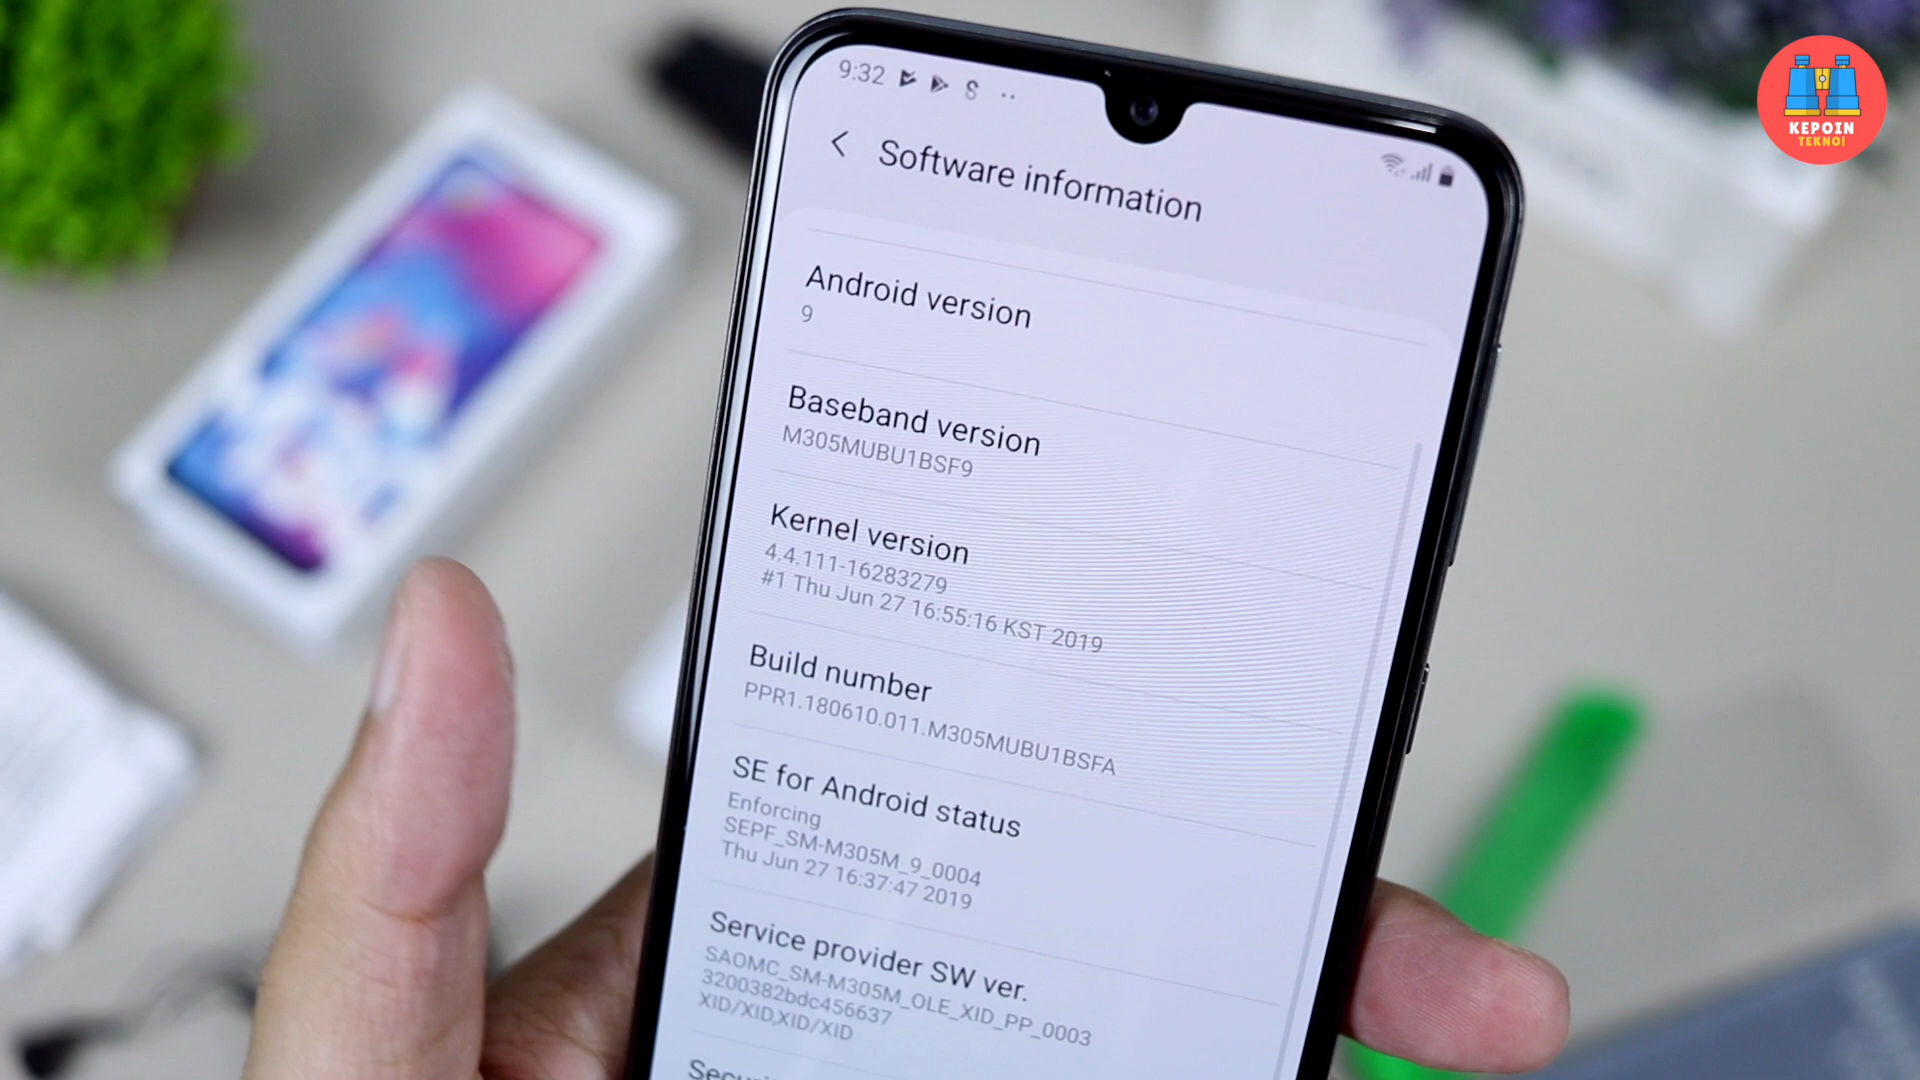 9:32
KEPOIN
TEKNO!
Software information
Android version
9
Baseband version
M305MUBU1BSF9
Kernel version
4.4.111-16283279
#1 Thu Jun 27 16:55:16 KST 2019
Build number
PPR1.180610.011.M305MUBU1BSFA
SE for Android status
Enforcing
SEPF_SM-M305M_9_0004
Thu Jun 27 16:37:47 2019
Service provider SW ver.
SAOMC_SM-M305M_OLE_XID_PP_0003
3200382bdc456637
XID/XID,XID/XID